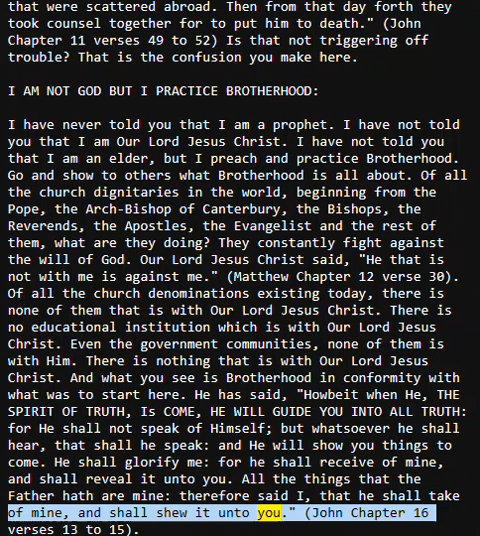 that were scattered abroad. Then from that day forth they
took counsel together for to put him to death." (John
Chapter 11 verses 49 to 52) Is that not triggering off
trouble? That is the confusion you make here.
I AM NOT GOD BUT I PRACTICE BROTHERHOOD:
I have never told you that I am a prophet. I have not told
you that I am Our Lord Jesus Christ. I have not told you
that I am an elder, but I preach and practice Brotherhood.
Go and show to others what Brotherhood is all about. Of all
the church dignitaries in the world, beginning from the
Pope, the Arch-Bishop of Canterbury, the Bishops, the
Reverends, the Apostles, the Evangelist and the rest of
them, what are they doing? They constantly fight against
the will of God. Our Lord Jesus Christ said, "He that is
not with me is against me." (Matthew Chapter 12 verse 30).
Of all the church denominations existing today, there is
none of them that is with Our Lord Jesus Christ. There is
no educational institution which is with Our Lord Jesus
Christ. Even the government communities, none of them is
with Him. There is nothing that is with Our Lord Jesus
Christ. And what you see is Brotherhood in conformity with
what was to start here. He has said, "Howbeit when He, THE
SPIRIT OF TRUTH, Is COME, HE WILL GUIDE YOU INTO ALL TRUTH:
for He shall not speak of Himself; but whatsoever he shall
hear, that shall he speak: and He will show you things to
come. He shall glorify me: for he shall receive of mine,
and shall reveal it unto you. All the things that the
Father hath are mine: therefore said I, that he shall take
of mine, and shall shew it unto you." (John Chapter 16
verses 13 to 15).